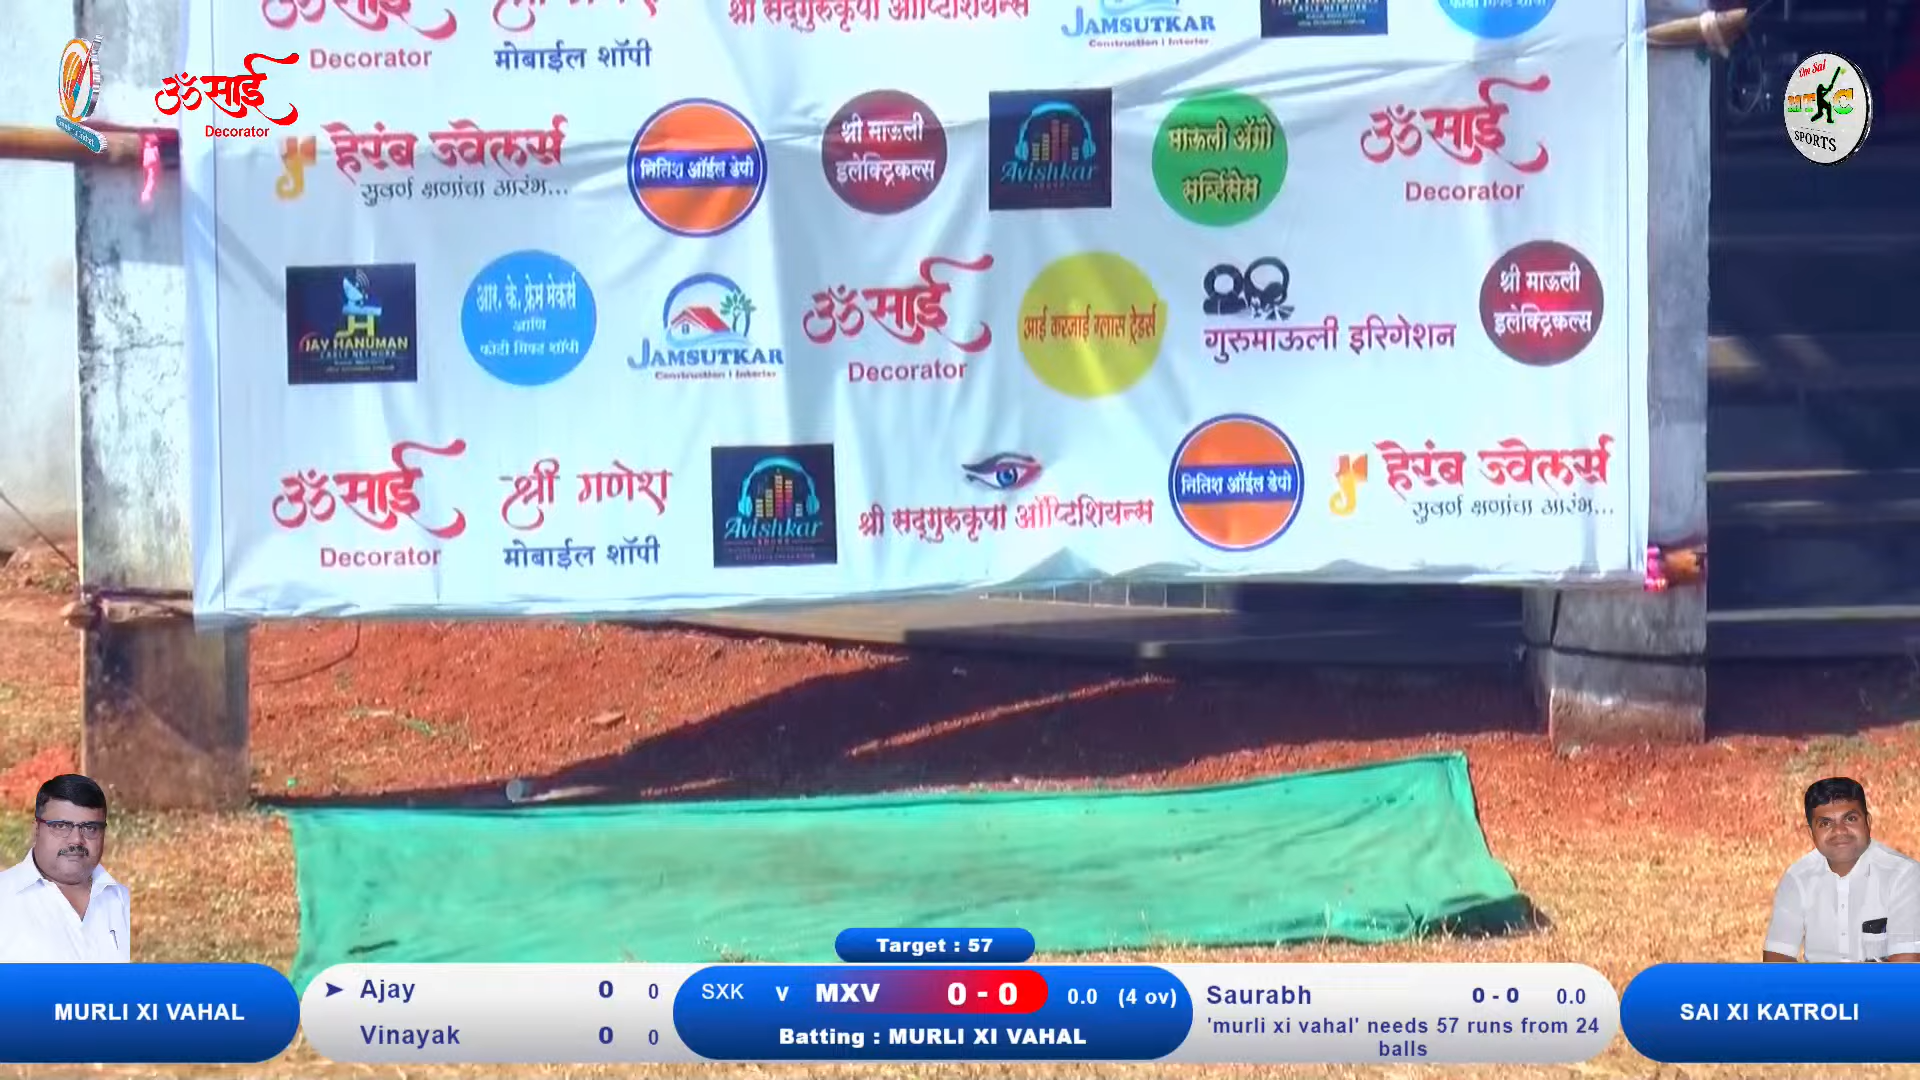 ॐ साई
Decorator
मोबाईल शॉपी
श्री सद्‌गुरुकृपा ऑप्टिशियन्स
JAMSUTKAR
Construction | Interior
ॐ साई
Decorator
Om Sai
SPORTS
हेरंब ज्वेलर्स
सुवर्ण क्षणांचा आरंभ...
नितिश ऑईल डेपो
श्री माऊली
इलेक्ट्रिकल्स
Avishkar
माऊली अ‍ॅग्रो
सर्व्हिसेस
ॐ साई
Decorator
JAY HANUMAN
CABLE NETWORK
आर. के. फ्रेम मेकर्स
आणि
फोटो गिफ्ट शॉपी
JAMSUTKAR
Construction | Interior
ॐ साई
Decorator
आई करजाई ग्लास ट्रेडर्स
गुरुमाऊली इरिगेशन
श्री माऊली
इलेक्ट्रिकल्स
ॐ साई
Decorator
श्री गणेश
मोबाईल शॉपी
Avishkar
श्री सद्‌गुरुकृपा ऑप्टिशियन्स
नितिश ऑईल डेपो
हेरंब ज्वेलर्स
सुवर्ण क्षणांचा आरंभ...
Target : 57
MURLI XI VAHAL
Ajay 0 0
Vinayak 0 0
SXK v MXV 0 - 0 0.0 (4 ov)
Batting : MURLI XI VAHAL
Saurabh 0 - 0 0.0
'murli xi vahal' needs 57 runs from 24
balls
SAI XI KATROLI